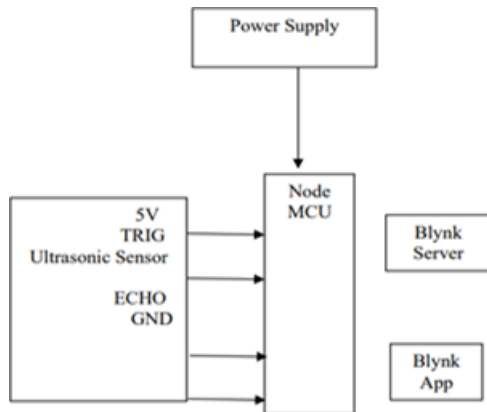 Power Supply
Node
MCU
5V
TRIG
Ultrasonic Sensor
ECHO
GND
Blynk
Server
Blynk
App